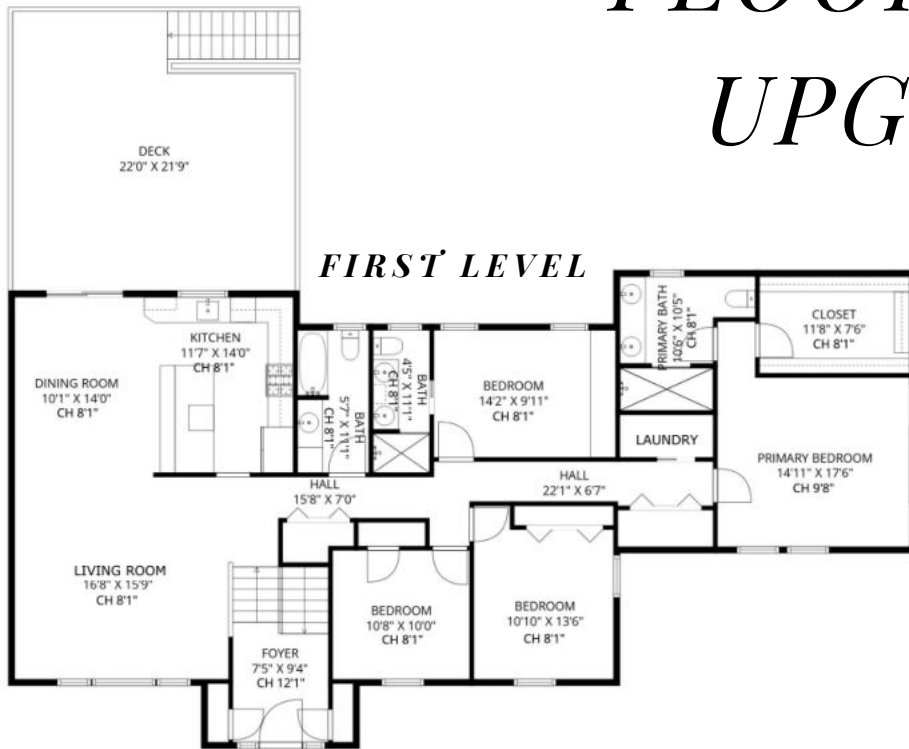 UPG
DECK
22'0" X 21'9"
FIRST LEVEL
KITCHEN
11'7" X 14'0"
CH 8'1"
DINING ROOM
10'1" X 14'0"
CH 8'1"
BATH
5'7" X 11'1"
CH 8'1"
BATH
4'5" X 11'1"
CH 8'1"
BEDROOM
14'2" X 9'11"
CH 8'1"
PRIMARY BATH
10'6" X 10'5"
CH 8'1"
CLOSET
11'8" X 7'6"
CH 8'1"
LAUNDRY
PRIMARY BEDROOM
14'11" X 17'6"
CH 9'8"
HALL
15'8" X 7'0"
HALL
22'1" X 6'7"
LIVING ROOM
16'8" X 15'9"
CH 8'1"
BEDROOM
10'8" X 10'0"
CH 8'1"
BEDROOM
10'10" X 13'6"
CH 8'1"
FOYER
7'5" X 9'4"
CH 12'1"